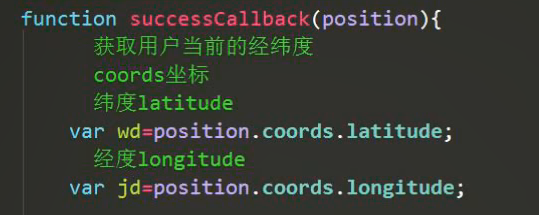 function successCallback(position){
获取用户当前的经纬度
coords坐标
纬度latitude
var wd=position.coords.latitude;
经度longitude
var jd=position.coords.longitude;